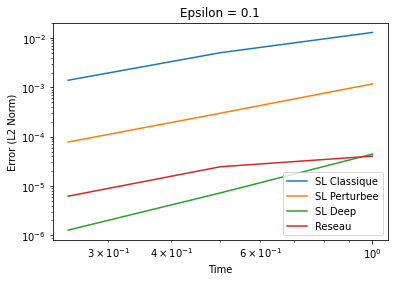 Epsilon = 0.1
Error (L2 Norm)
10⁻²
10⁻³
10⁻⁴
10⁻⁵
10⁻⁶
SL Classique
SL Perturbee
SL Deep
Reseau
3 × 10⁻¹ 4 × 10⁻¹ 6 × 10⁻¹ 10⁰
Time